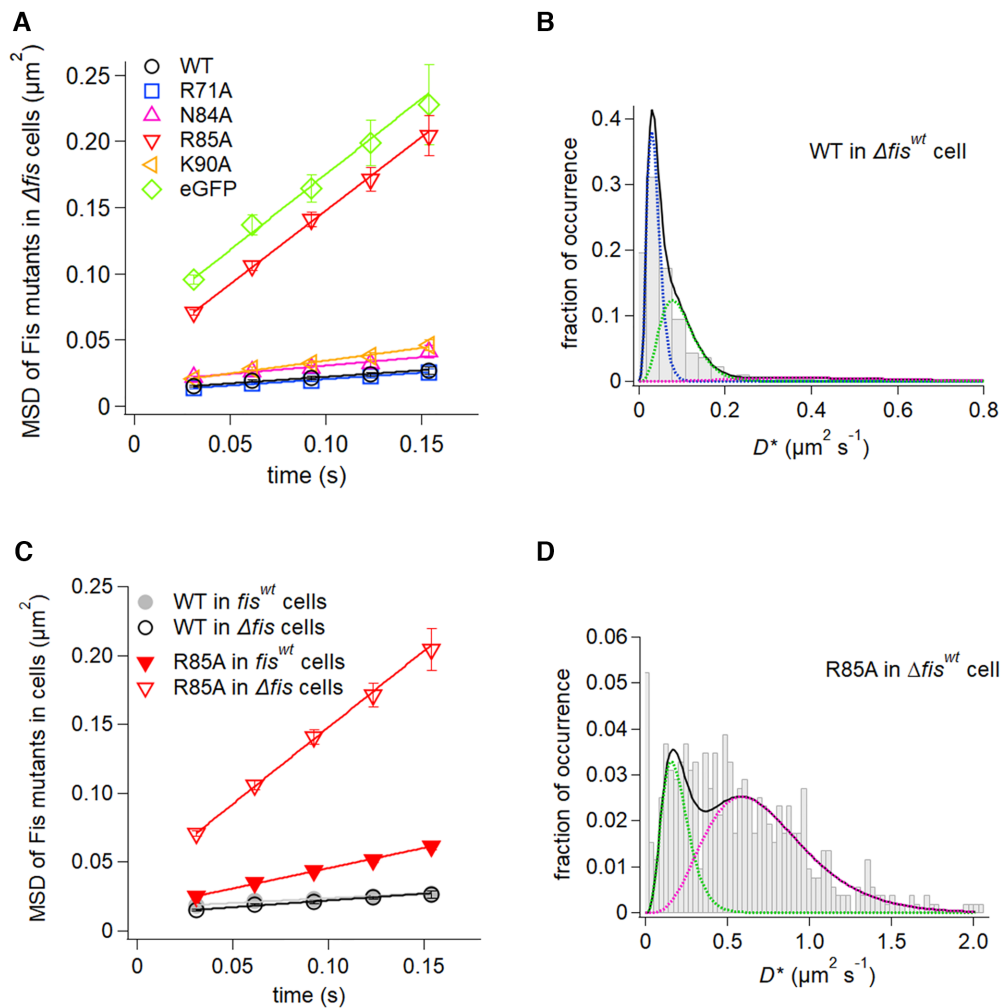 A
MSD of Fis mutants in Δfis cells (µm²)
0.25
0.20
0.15
0.10
0.05
0
WT
R71A
N84A
R85A
K90A
eGFP
0
0.05
0.10
0.15
time (s)
B
fraction of occurrence
0.4
0.3
0.2
0.1
0
WT in Δfisʷᵗ cell
0
0.2
0.4
0.6
0.8
D* (µm² s⁻¹)
C
MSD of Fis mutants in cells (µm²)
0.25
0.20
0.15
0.10
0.05
0
WT in fisʷᵗ cells
WT in Δfis cells
R85A in fisʷᵗ cells
R85A in Δfis cells
0
0.05
0.10
0.15
time (s)
D
fraction of occurrence
0.06
0.05
0.04
0.03
0.02
0.01
0
R85A in Δfisʷᵗ cell
0
0.5
1.0
1.5
2.0
D* (µm² s⁻¹)